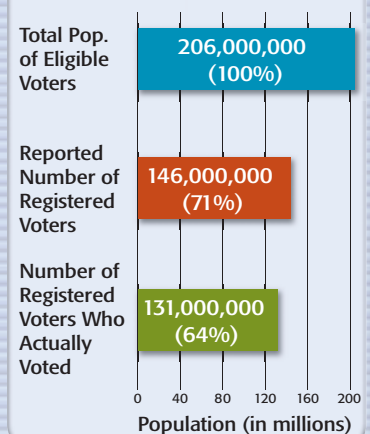 Total Pop.
of Eligible
Voters
206,000,000
(100%)
Reported
Number of
Registered
Voters
146,000,000
(71%)
Number of
Registered
Voters Who
Actually
Voted
131,000,000
(64%)
0 40 80 120 160 200
Population (in millions)